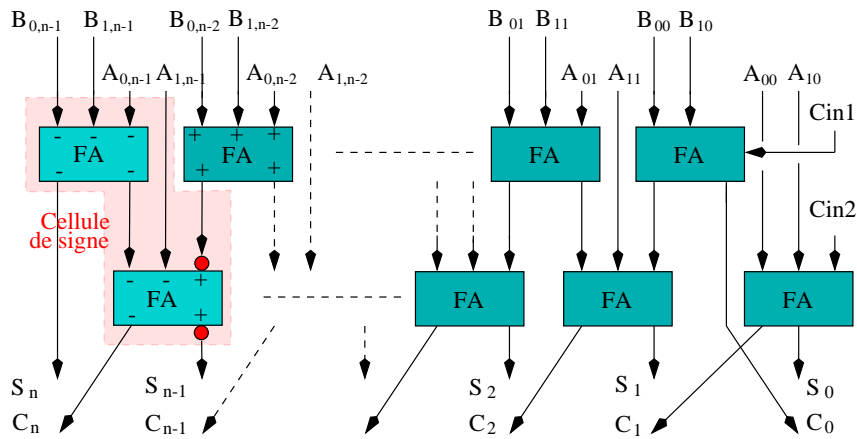 B0,n-1 B1,n-1 B0,n-2 B1,n-2 B01 B11 B00 B10
A0,n-1 A1,n-1 A0,n-2 A1,n-2 A01 A11 A00 A10
Cin1
- - - + + +
FA FA FA FA
- - + +
Cin2
Cellule
de signe
- - +
FA FA FA FA
- +
Sn Sn-1 S2 S1 S0
Cn Cn-1 C2 C1 C0